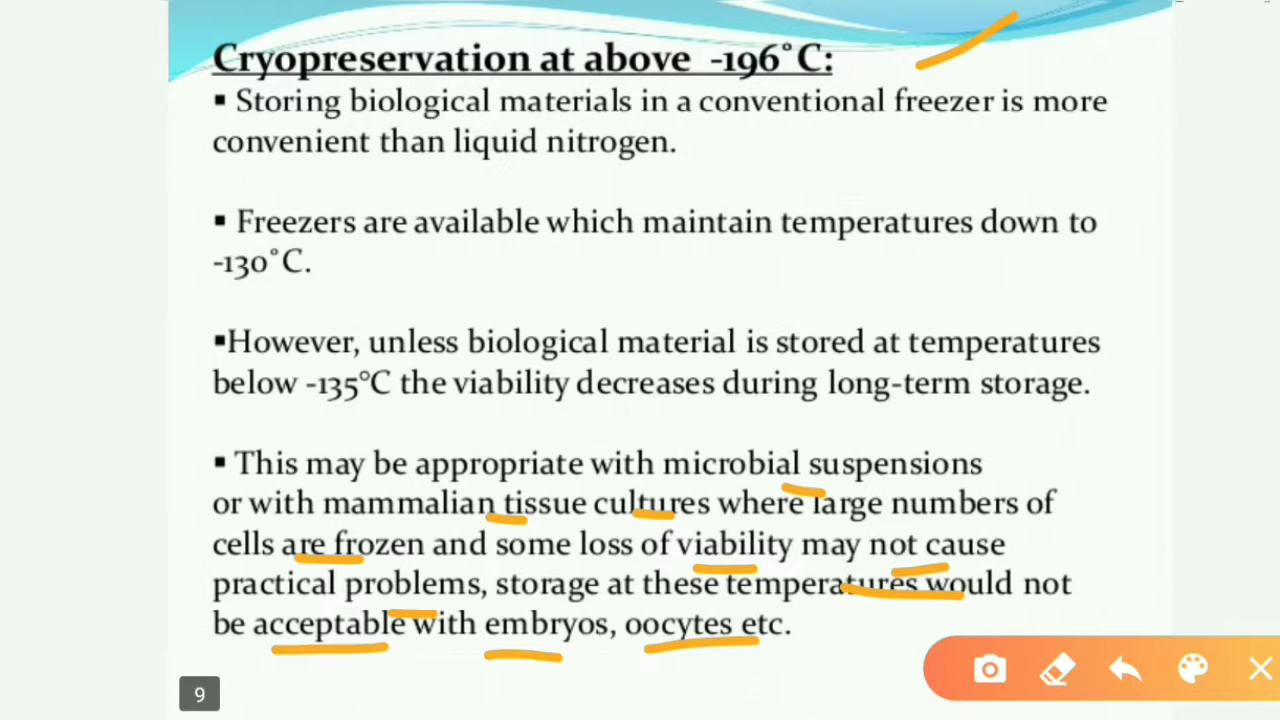 Cryopreservation at above -196°C:
▪ Storing biological materials in a conventional freezer is more
convenient than liquid nitrogen.
▪ Freezers are available which maintain temperatures down to
-130°C.
▪However, unless biological material is stored at temperatures
below -135°C the viability decreases during long-term storage.
▪ This may be appropriate with microbial suspensions
or with mammalian tissue cultures where large numbers of
cells are frozen and some loss of viability may not cause
practical problems, storage at these temperatures would not
be acceptable with embryos, oocytes etc.
9